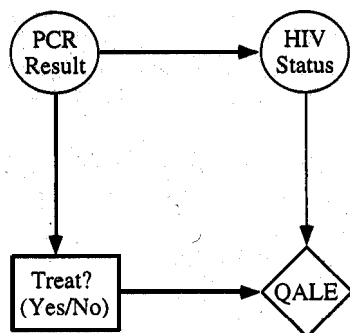 PCR
Result
HIV
Status
Treat?
(Yes/No)
QALE